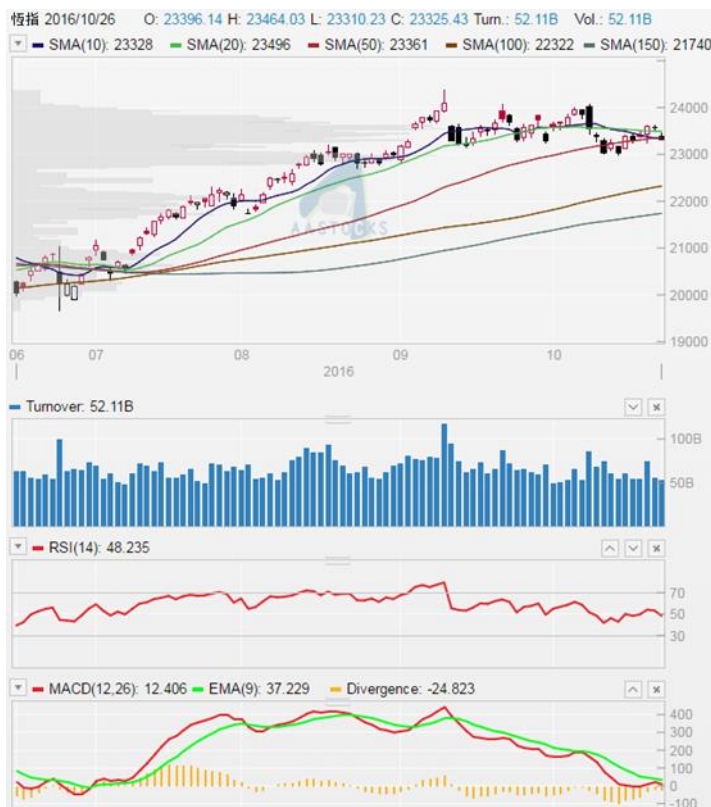 恆指 2016/10/26 O: 23396.14 H: 23464.03 L: 23310.23 C: 23325.43 Turn.: 52.11B Vol.: 52.11B
SMA(10): 23328 SMA(20): 23496 SMA(50): 23361 SMA(100): 22322 SMA(150): 21740
24000
23000
22000
21000
20000
19000
AASTOCKS
06 07 08 09 10
2016
Turnover: 52.11B
100B
50B
RSI(14): 48.235
70
50
30
MACD(12,26): 12.406 EMA(9): 37.229 Divergence: -24.823
400
300
200
100
0
-100